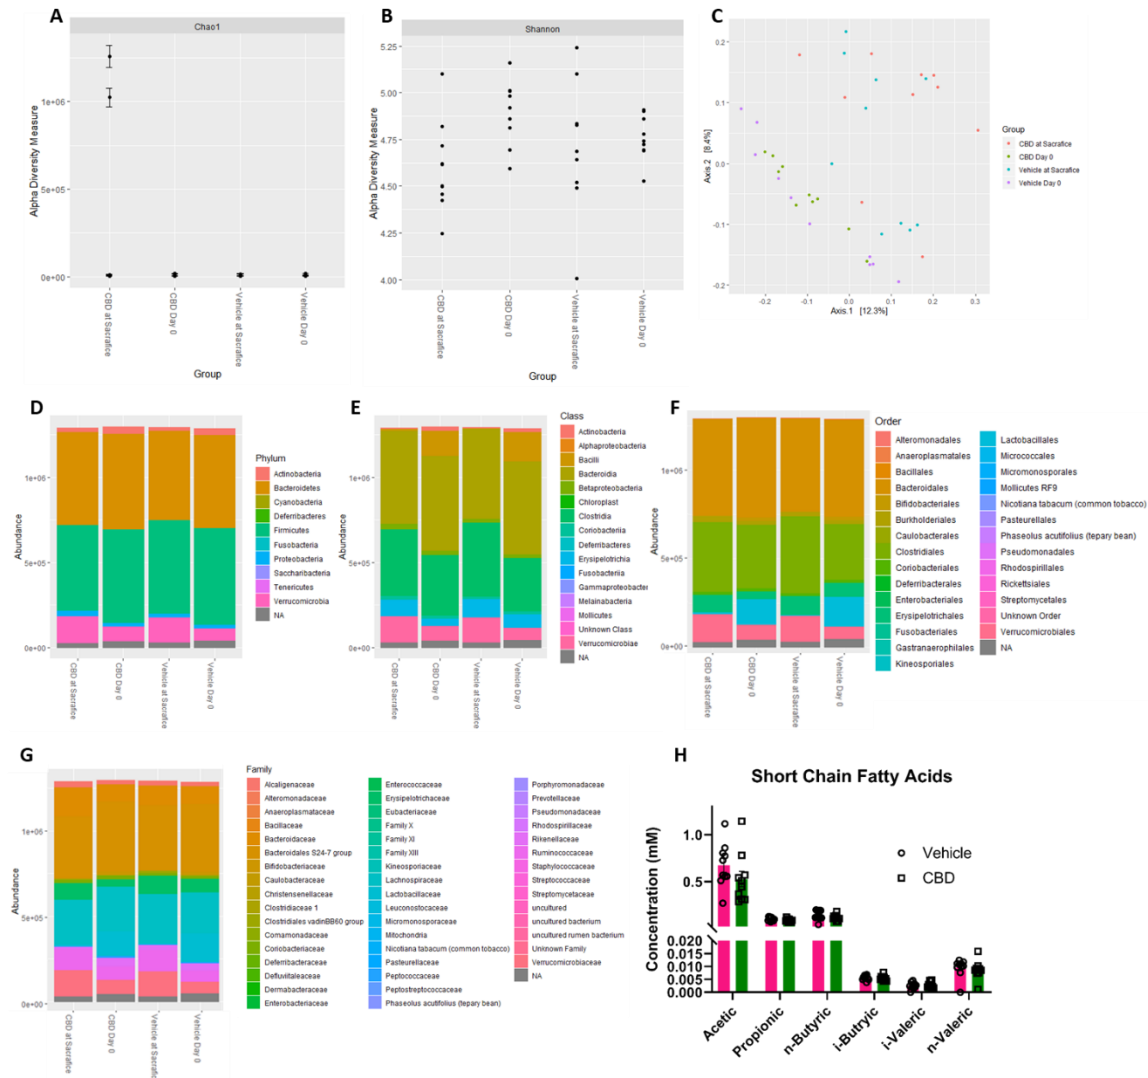 A
Chao1
Alpha Diversity Measure
1e+06
5e+05
0e+00
CBD at Sacrafice
CBD Day 0
Vehicle at Sacrafice
Vehicle Day 0
Group
B
Shannon
Alpha Diversity Measure
5.25
5.00
4.75
4.50
4.25
4.00
CBD at Sacrafice
CBD Day 0
Vehicle at Sacrafice
Vehicle Day 0
Group
C
Axis.2 [8.4%]
0.2
0.1
0.0
-0.1
-0.2
-0.2
-0.1
0.0
0.1
0.2
0.3
Axis.1 [12.3%]
Group
CBD at Sacrifice
CBD Day 0
Vehicle at Sacrifice
Vehicle Day 0
D
Abundance
1e+06
5e+05
0e+00
CBD at Sacrafice
CBD Day 0
Vehicle at Sacrafice
Vehicle Day 0
Phylum
Actinobacteria
Bacteroidetes
Cyanobacteria
Deferribacteres
Firmicutes
Fusobacteria
Proteobacteria
Saccharibacteria
Tenericutes
Verrucomicrobia
NA
E
Abundance
1e+06
5e+05
0e+00
CBD at Sacrafice
CBD Day 0
Vehicle at Sacrafice
Vehicle Day 0
Class
Actinobacteria
Alphaproteobacteria
Bacilli
Bacteroidia
Betaproteobacteria
Chloroplast
Clostridia
Coriobacteriia
Deferribacteres
Erysipelotrichia
Fusobacteriia
Gammaproteobacter
Melainabacteria
Mollicutes
Unknown Class
Verrucomicrobiae
NA
F
Abundance
1e+06
5e+05
0e+00
CBD at Sacrafice
CBD Day 0
Vehicle at Sacrafice
Vehicle Day 0
Order
Alteromonadales
Anaeroplasmatales
Bacillales
Bacteroidales
Bifidobacteriales
Burkholderiales
Caulobacterales
Clostridiales
Coriobacteriales
Deferribacterales
Enterobacteriales
Erysipelotrichales
Fusobacteriales
Gastranaerophilales
Kineosporiales
Lactobacillales
Micrococcales
Micromonosporales
Mollicutes RF9
Nicotiana tabacum (common tobacco)
Pasteurellales
Phaseolus acutifolius (tepary bean)
Pseudomonadales
Rhodospirillales
Rickettsiales
Streptomycetales
Unknown Order
Verrucomicrobiales
NA
G
Abundance
1e+06
5e+05
0e+00
CBD at Sacrafice
CBD Day 0
Vehicle at Sacrafice
Vehicle Day 0
Family
Alcaligenaceae
Alteromonadaceae
Anaeroplasmataceae
Bacillaceae
Bacteroidaceae
Bacteroidales S24-7 group
Bifidobacteriaceae
Caulobacteraceae
Christensenellaceae
Clostridiaceae 1
Clostridiales vadinBB60 group
Comamonadaceae
Coriobacteriaceae
Deferribacteraceae
Defluviitaleaceae
Dermabacteraceae
Enterobacteriaceae
Enterococcaceae
Erysipelotrichaceae
Eubacteriaceae
Family X
Family XI
Family XIII
Kineosporiaceae
Lachnospiraceae
Lactobacillaceae
Leuconostocaceae
Micromonosporaceae
Mitochondria
Nicotiana tabacum (common tobacco)
Pasteurellaceae
Peptococcaceae
Peptostreptococcaceae
Phaseolus acutifolius (tepary bean)
Porphyromonadaceae
Prevotellaceae
Pseudomonadaceae
Rhodospirillaceae
Rikenellaceae
Ruminococcaceae
Staphylococcaceae
Streptococcaceae
Streptomycetaceae
uncultured
uncultured bacterium
uncultured rumen bacterium
Unknown Family
Verrucomicrobiaceae
NA
H
Short Chain Fatty Acids
Concentration (mM)
1.0
0.5
0.020
0.015
0.010
0.005
0.000
Vehicle
CBD
Acetic
Propionic
n-Butyric
i-Butryic
i-Valeric
n-Valeric